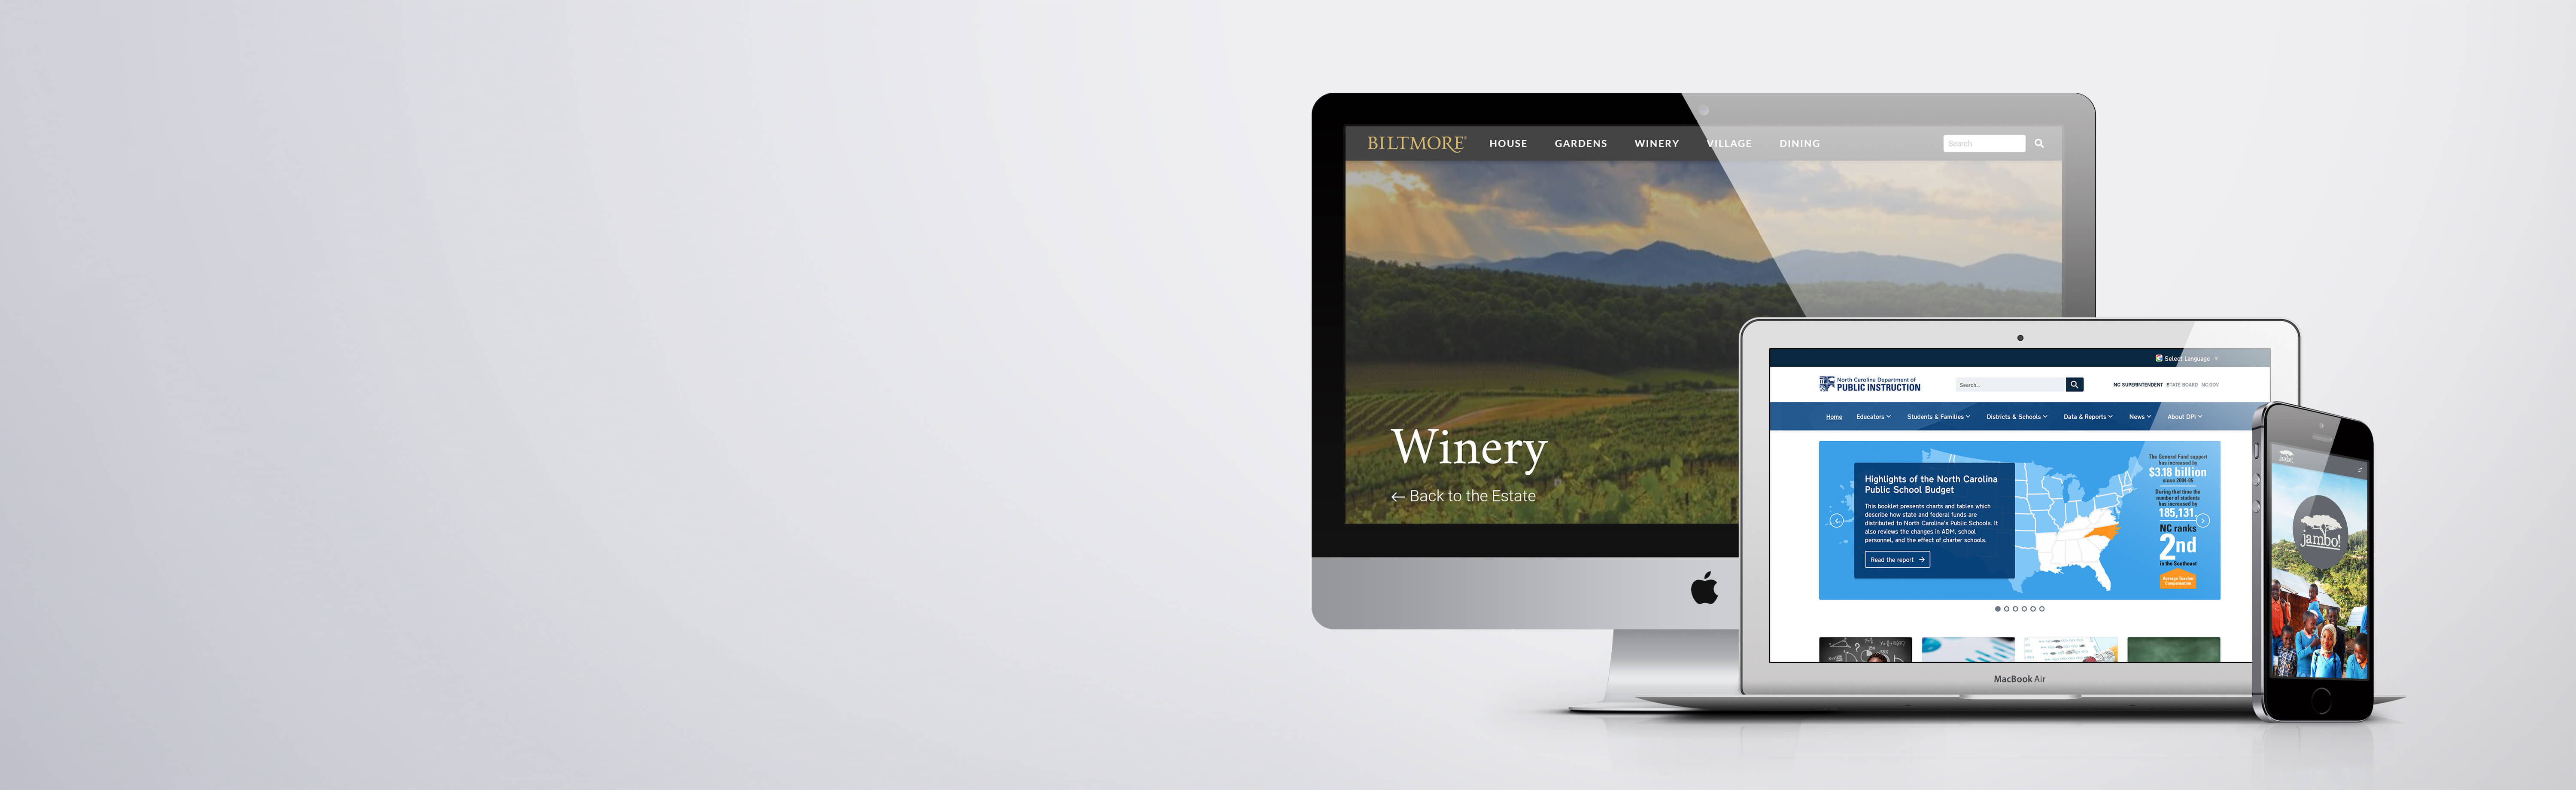 BILTMORE®
HOUSE GARDENS WINERY VILLAGE DINING
Search
Winery
← Back to the Estate
Select Language
North Carolina Department of
PUBLIC INSTRUCTION
Search...
NC SUPERINTENDENT STATE BOARD NC.GOV
Home Educators Students & Families Districts & Schools Data & Reports News About DPI
Highlights of the North Carolina
Public School Budget
This booklet presents charts and tables which
describe how state and federal funds are
distributed to North Carolina's Public Schools. It
also reviews the changes in ADM, school
personnel, and the effect of charter schools.
Read the report →
The General Fund support
has increased by
$3.18 billion
since 2004-05
During that time the
number of students
has increased by
185,131.
NC ranks
2nd
in the Southeast
Average Teacher
Compensation
MacBook Air
jambo!